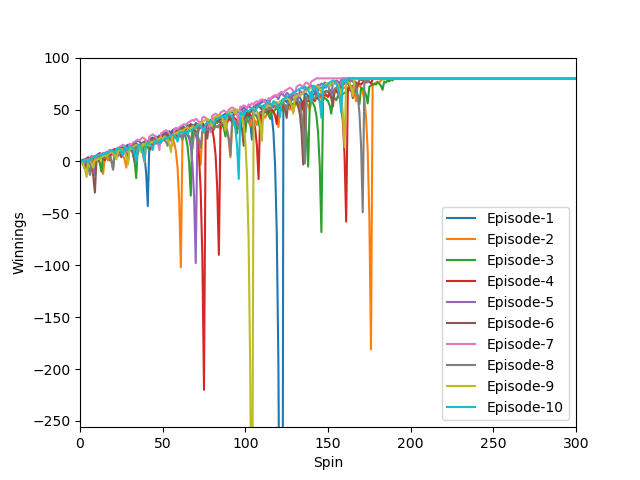 100
50
0
−50
−100
−150
−200
−250
Winnings
0
50
100
150
200
250
300
Spin
Episode-1
Episode-2
Episode-3
Episode-4
Episode-5
Episode-6
Episode-7
Episode-8
Episode-9
Episode-10